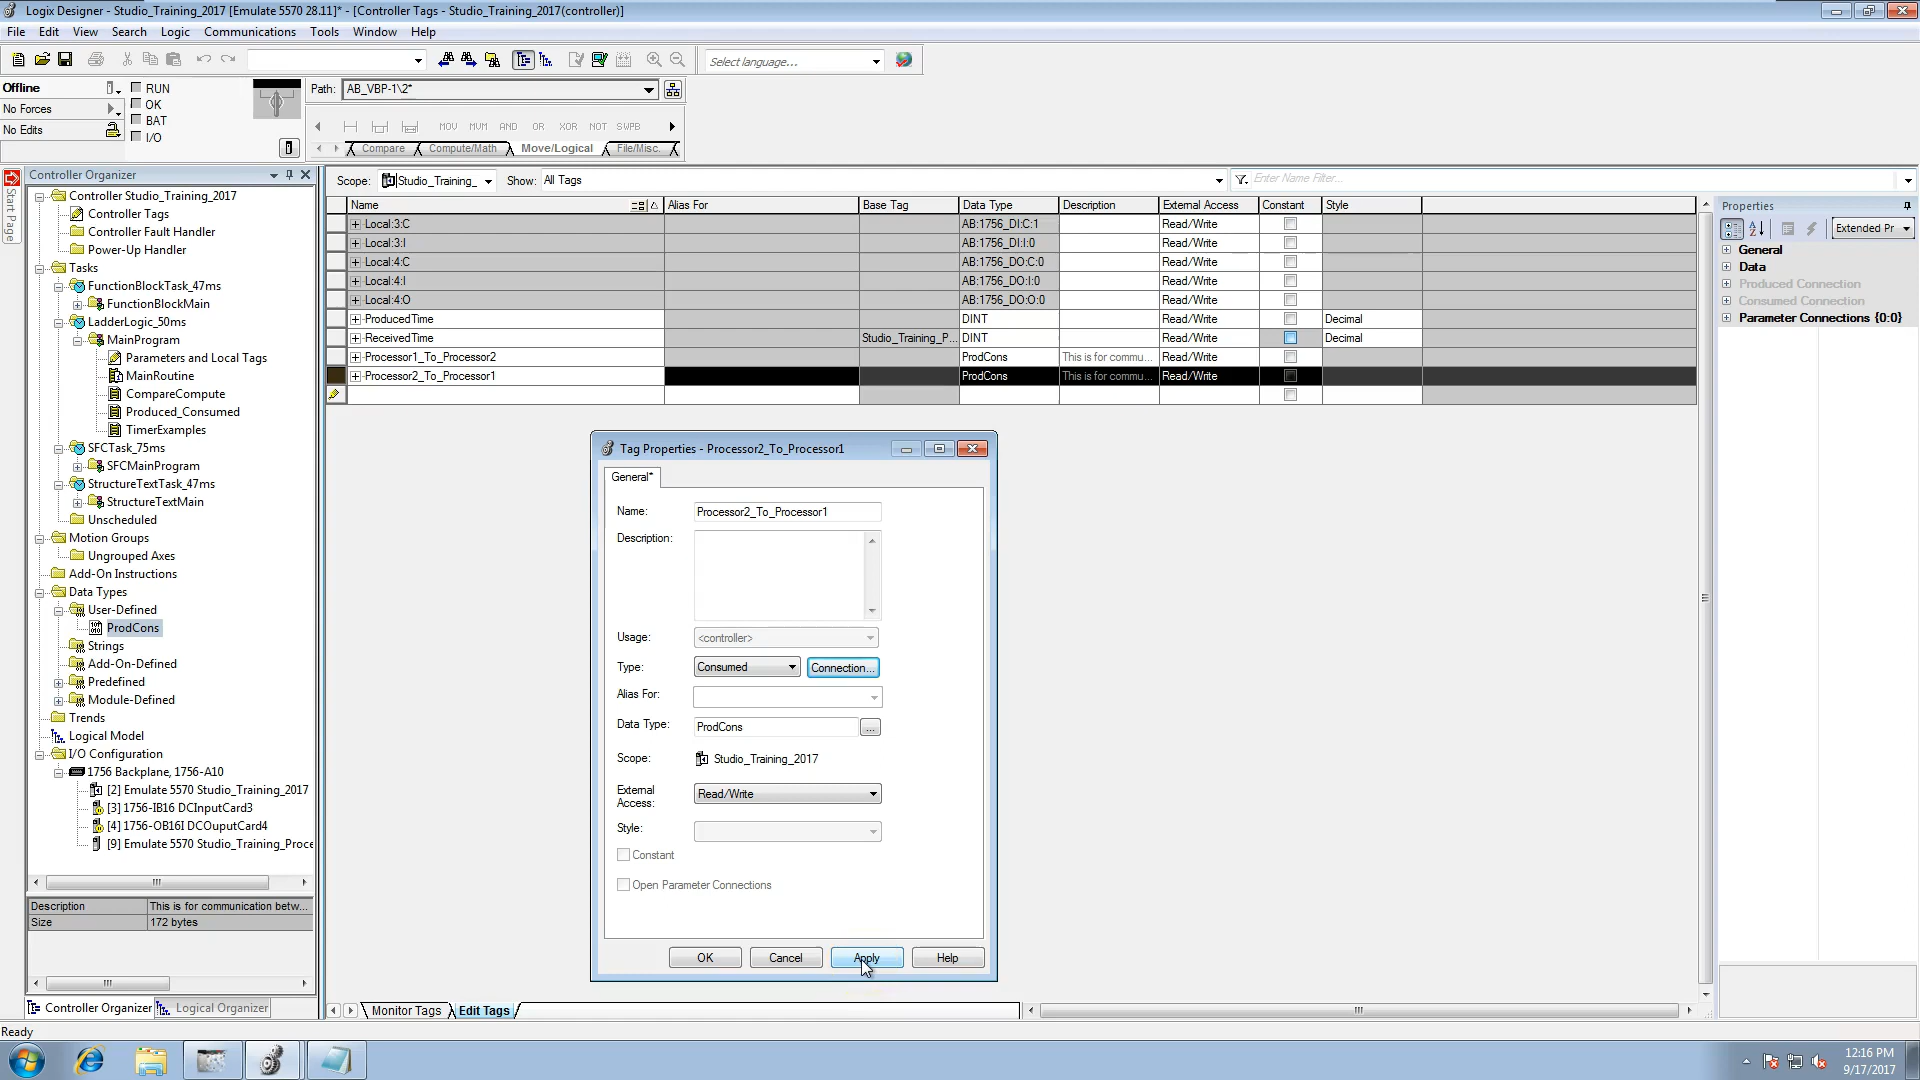 Logix Designer - Studio_Training_2017 [Emulate 5570 28.11]* - [Controller Tags - Studio_Training_2017(controller)]
File Edit View Search Logic Communications Tools Window Help
Select language...
Offline RUN
No Forces OK
No Edits BAT
I/O
Path: AB_VBP-1\2*
MOV MVM AND OR XOR NOT SWPB
Compare Compute/Math Move/Logical File/Misc.
Start Page
Controller Organizer
Controller Studio_Training_2017
Controller Tags
Controller Fault Handler
Power-Up Handler
Tasks
FunctionBlockTask_47ms
FunctionBlockMain
LadderLogic_50ms
MainProgram
Parameters and Local Tags
MainRoutine
CompareCompute
Produced_Consumed
TimerExamples
SFCTask_75ms
SFCMainProgram
StructureTextTask_47ms
StructureTextMain
Unscheduled
Motion Groups
Ungrouped Axes
Add-On Instructions
Data Types
User-Defined
ProdCons
Strings
Add-On-Defined
Predefined
Module-Defined
Trends
Logical Model
I/O Configuration
1756 Backplane, 1756-A10
[2] Emulate 5570 Studio_Training_2017
[3] 1756-IB16 DCInputCard3
[4] 1756-OB16I DCOuputCard4
[9] Emulate 5570 Studio_Training_Proce
Description This is for communication betw...
Size 172 bytes
Controller Organizer Logical Organizer
Scope: Studio_Training_ Show: All Tags Enter Name Filter...
Name Alias For Base Tag Data Type Description External Access Constant Style
Local:3:C AB:1756_DI:C:1 Read/Write
Local:3:I AB:1756_DI:I:0 Read/Write
Local:4:C AB:1756_DO:C:0 Read/Write
Local:4:I AB:1756_DO:I:0 Read/Write
Local:4:O AB:1756_DO:O:0 Read/Write
ProducedTime DINT Read/Write Decimal
ReceivedTime Studio_Training_P... DINT Read/Write Decimal
Processor1_To_Processor2 ProdCons This is for commu... Read/Write
Processor2_To_Processor1 ProdCons This is for commu... Read/Write
Tag Properties - Processor2_To_Processor1
General*
Name: Processor2_To_Processor1
Description:
Usage: <controller>
Type: Consumed Connection...
Alias For:
Data Type: ProdCons ...
Scope: Studio_Training_2017
External Access: Read/Write
Style:
Constant
Open Parameter Connections
OK Cancel Apply Help
Monitor Tags Edit Tags
Properties
Extended Pr
General
Data
Produced Connection
Consumed Connection
Parameter Connections {0:0}
Ready
12:16 PM
9/17/2017